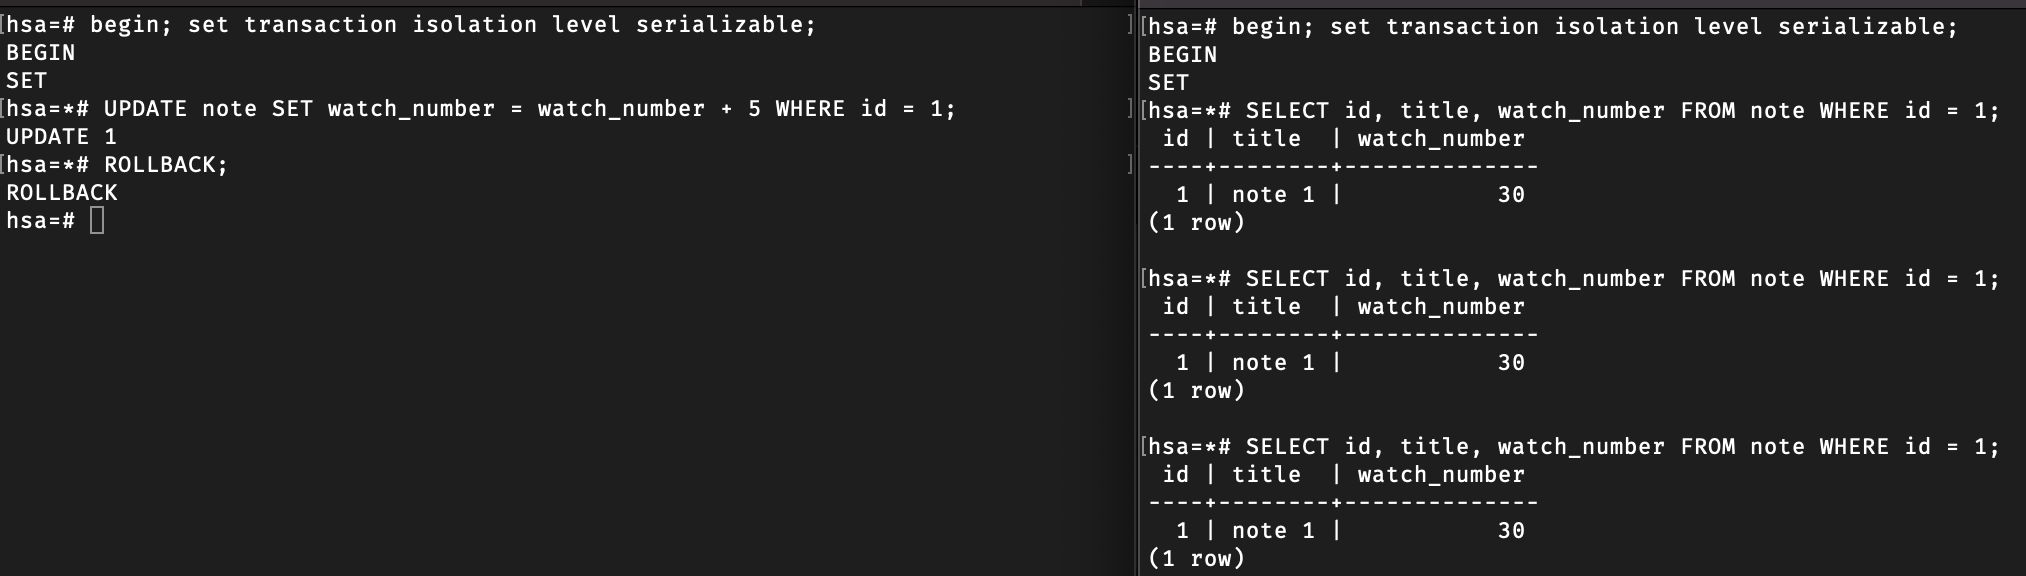 [hsa=# begin; set transaction isolation level serializable; ]
BEGIN
SET
[hsa=*# UPDATE note SET watch_number = watch_number + 5 WHERE id = 1; ]
UPDATE 1
[hsa=*# ROLLBACK; ]
ROLLBACK
hsa=#
[hsa=# begin; set transaction isolation level serializable;
BEGIN
SET
[hsa=*# SELECT id, title, watch_number FROM note WHERE id = 1;
 id | title  | watch_number
----+--------+--------------
  1 | note 1 |           30
(1 row)
[hsa=*# SELECT id, title, watch_number FROM note WHERE id = 1;
 id | title  | watch_number
----+--------+--------------
  1 | note 1 |           30
(1 row)
[hsa=*# SELECT id, title, watch_number FROM note WHERE id = 1;
 id | title  | watch_number
----+--------+--------------
  1 | note 1 |           30
(1 row)